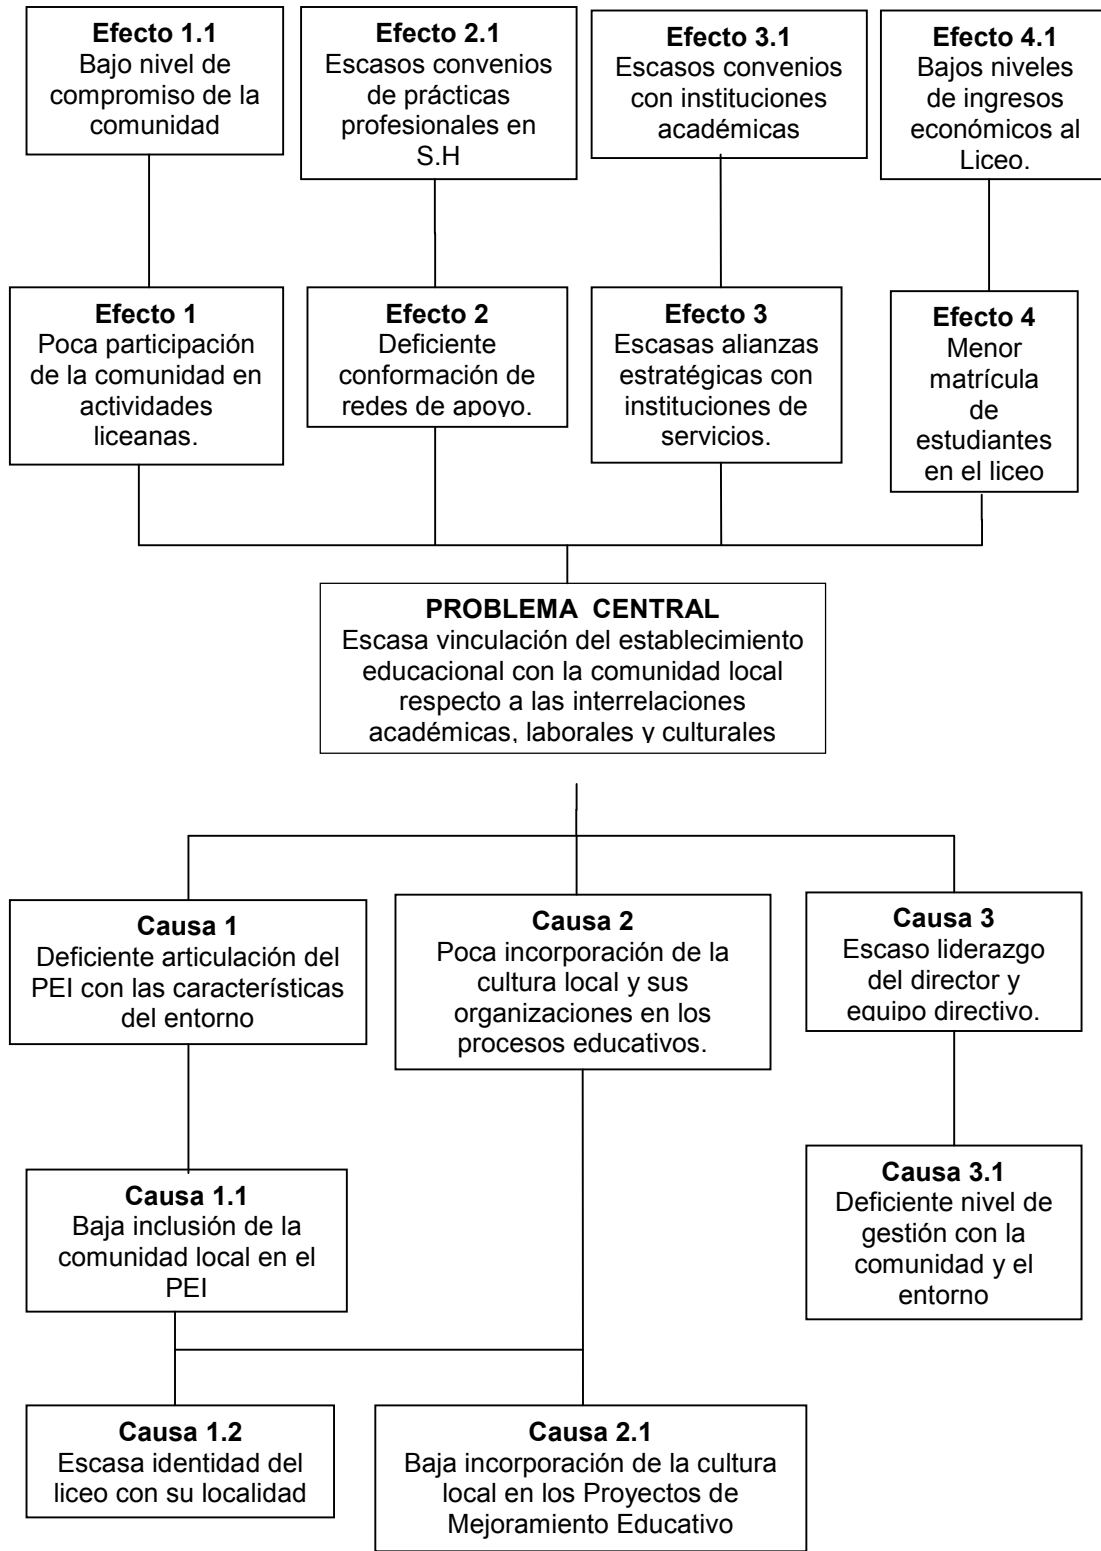 Efecto 1.1
Bajo nivel de
compromiso de la
comunidad
Efecto 2.1
Escasos convenios
de prácticas
profesionales en
S.H
Efecto 3.1
Escasos convenios
con instituciones
académicas
Efecto 4.1
Bajos niveles
de ingresos
económicos al
Liceo.
Efecto 1
Poca participación
de la comunidad en
actividades
liceanas.
Efecto 2
Deficiente
conformación de
redes de apoyo.
Efecto 3
Escasas alianzas
estratégicas con
instituciones de
servicios.
Efecto 4
Menor
matrícula
de
estudiantes
en el liceo
PROBLEMA CENTRAL
Escasa vinculación del establecimiento
educacional con la comunidad local
respecto a las interrelaciones
académicas, laborales y culturales
Causa 1
Deficiente articulación del
PEI con las características
del entorno
Causa 2
Poca incorporación de la
cultura local y sus
organizaciones en los
procesos educativos.
Causa 3
Escaso liderazgo
del director y
equipo directivo.
Causa 1.1
Baja inclusión de la
comunidad local en el
PEI
Causa 3.1
Deficiente nivel de
gestión con la
comunidad y el
entorno
Causa 1.2
Escasa identidad del
liceo con su localidad
Causa 2.1
Baja incorporación de la cultura
local en los Proyectos de
Mejoramiento Educativo